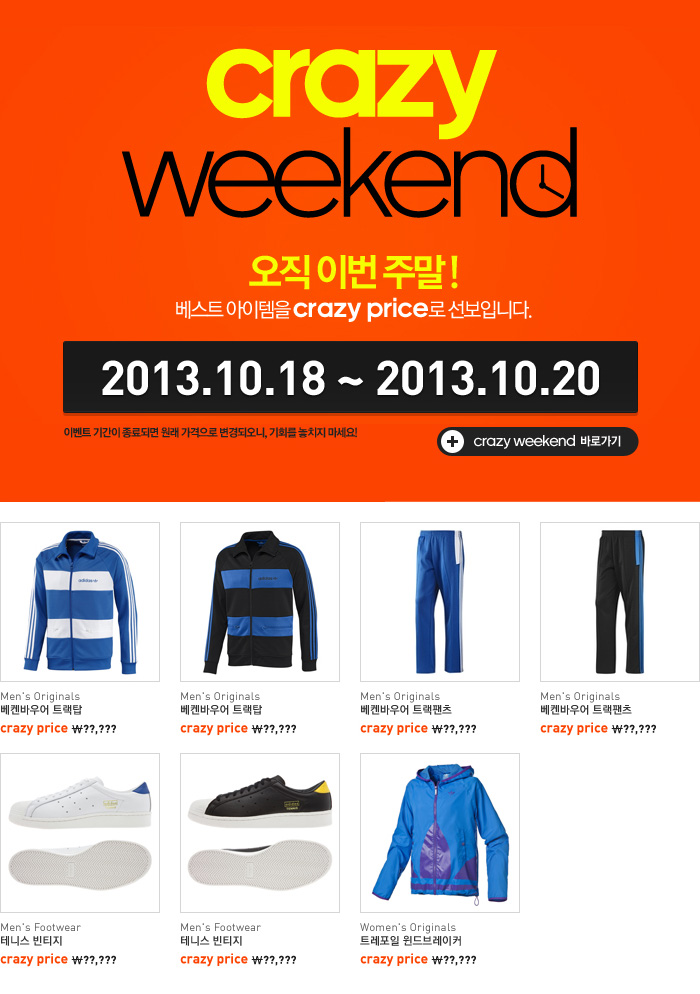 crazy
weekend
오직 이번 주말!
베스트 아이템을 crazy price로 선보입니다.
2013.10.18 ~ 2013.10.20
이벤트 기간이 종료되면 원래 가격으로 변경되오니, 기회를 놓치지 마세요!
crazy weekend 바로가기
adidas
adidas
Men's Originals
베켄바우어 트랙탑
crazy price ₩??,???
Men's Originals
베켄바우어 트랙탑
crazy price ₩??,???
Men's Originals
베켄바우어 트랙팬츠
crazy price ₩??,???
Men's Originals
베켄바우어 트랙팬츠
crazy price ₩??,???
Men's Footwear
테니스 빈티지
crazy price ₩??,???
Men's Footwear
테니스 빈티지
crazy price ₩??,???
Women's Originals
트레포일 윈드브레이커
crazy price ₩??,???